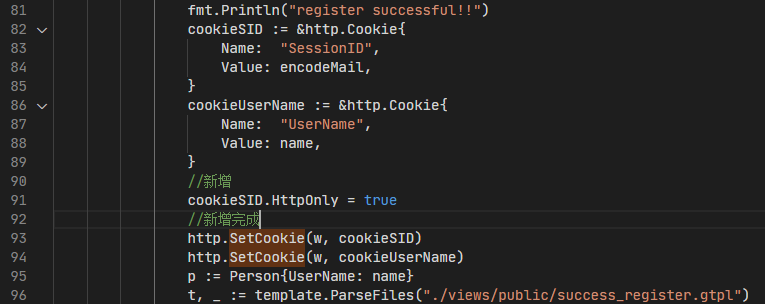 81 fmt.Println("register successful!!")
82 cookieSID := &http.Cookie{
83 Name:  "SessionID",
84 Value: encodeMail,
85 }
86 cookieUserName := &http.Cookie{
87 Name:  "UserName",
88 Value: name,
89 }
90 //新增
91 cookieSID.HttpOnly = true
92 //新增完成
93 http.SetCookie(w, cookieSID)
94 http.SetCookie(w, cookieUserName)
95 p := Person{UserName: name}
96 t, _ := template.ParseFiles("./views/public/success_register.gtpl")